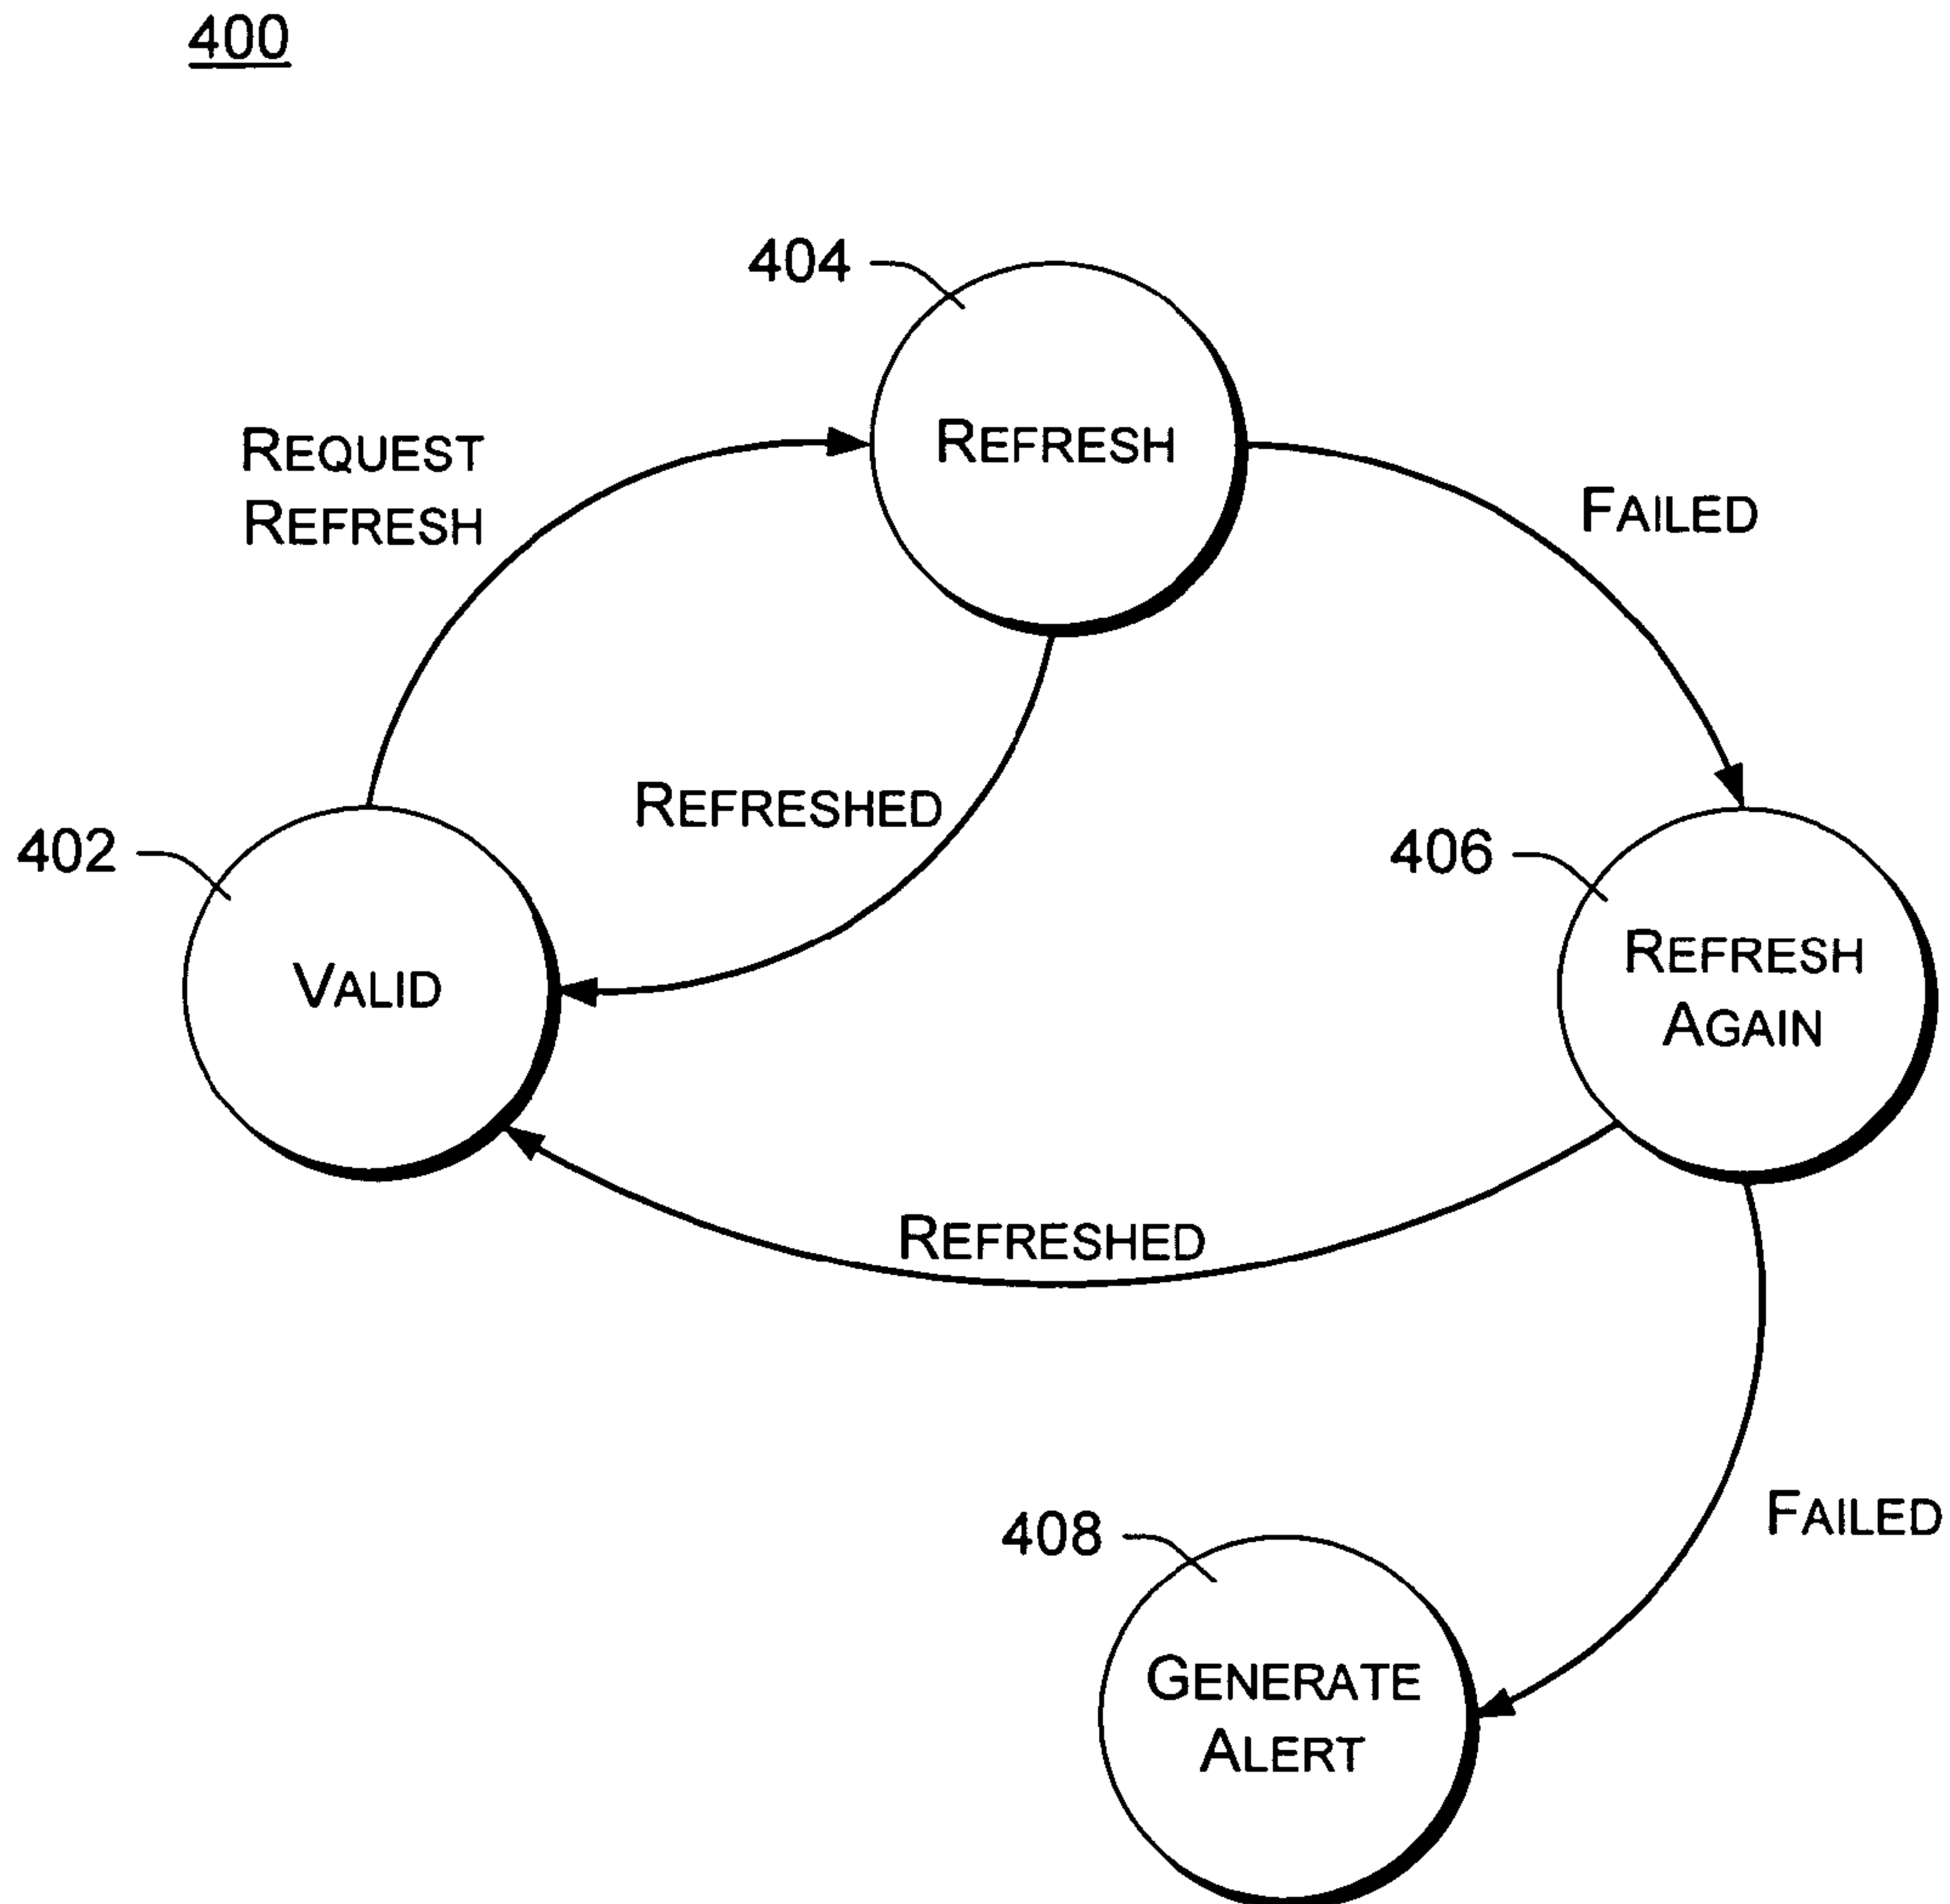 400
404
REFRESH
REQUEST
REFRESH
FAILED
REFRESHED
402
VALID
406
REFRESH
AGAIN
REFRESHED
408
FAILED
GENERATE
ALERT